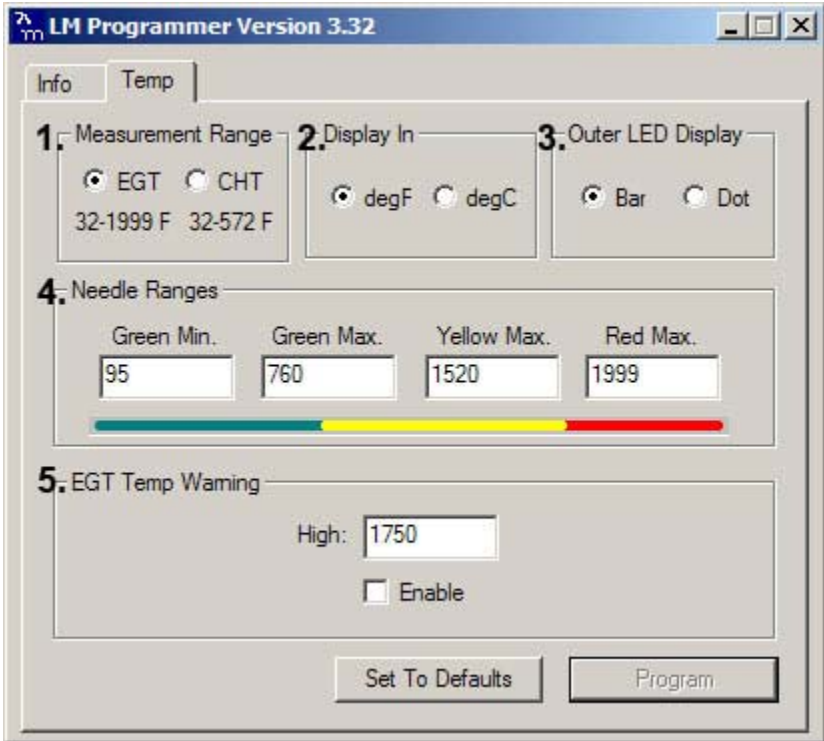 LM Programmer Version 3.32
Info Temp
1. Measurement Range 2. Display In 3. Outer LED Display
EGT CHT degF degC Bar Dot
32-1999 F 32-572 F
4. Needle Ranges
Green Min. Green Max. Yellow Max. Red Max.
95 760 1520 1999
5. EGT Temp Warning
High: 1750
Enable
Set To Defaults Program